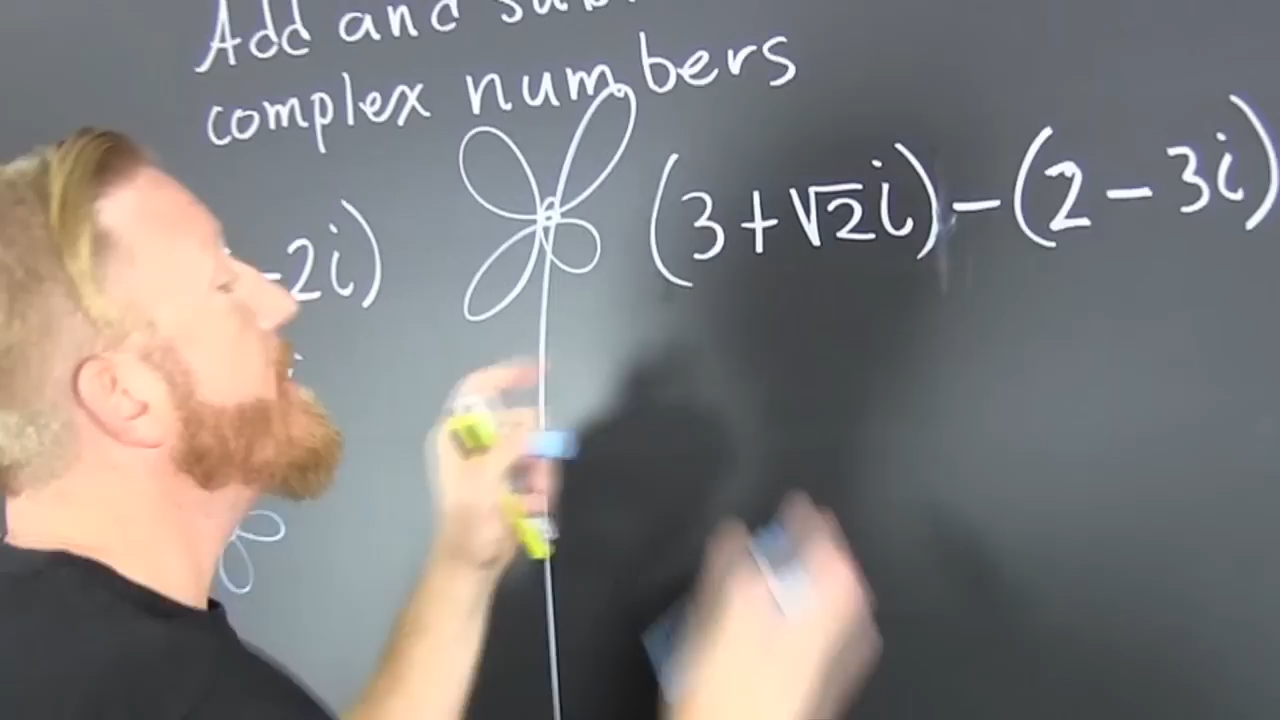 Add and
complex numbers
-2i)
(3+√2i)-(2-3i)